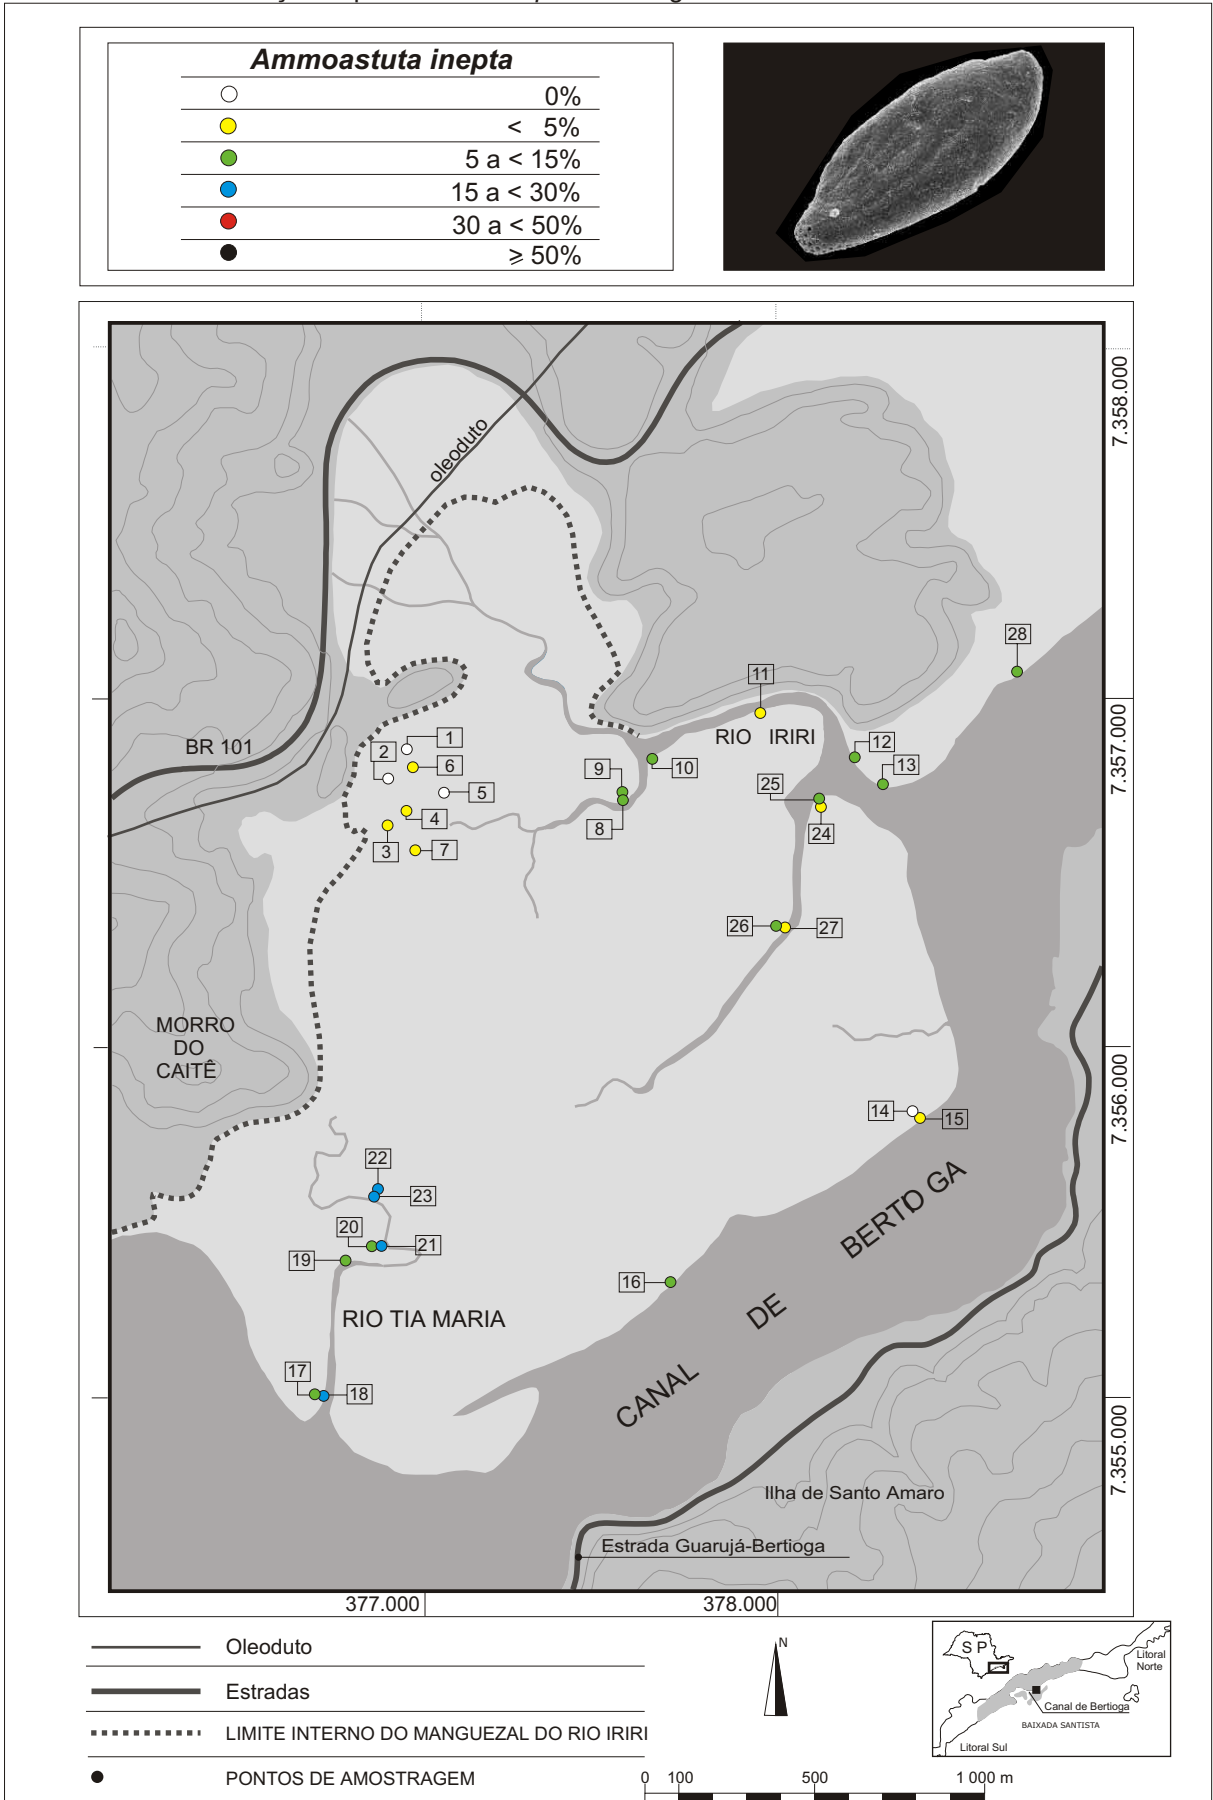 Ammoastuta inepta
0%
< 5%
5 a < 15%
15 a < 30%
30 a < 50%
⩾ 50%
oleoduto
7.358.000
28
11
BR 101
RIO IRIRI
1
2
6
5
4
3
7
9
10
8
12
13
25
24
7.357.000
26
27
MORRO
DO
CAITÊ
14
15
7.356.000
22
23
20
21
19
16
RIO TIA MARIA
17
18
CANAL DE BERTIOGA
7.355.000
Ilha de Santo Amaro
Estrada Guarujá-Bertioga
377.000
378.000
Oleoduto
Estradas
LIMITE INTERNO DO MANGUEZAL DO RIO IRIRI
PONTOS DE AMOSTRAGEM
N
0 100 500 1 000 m
S P
Litoral
Norte
Canal de Bertioga
BAIXADA SANTISTA
Litoral Sul